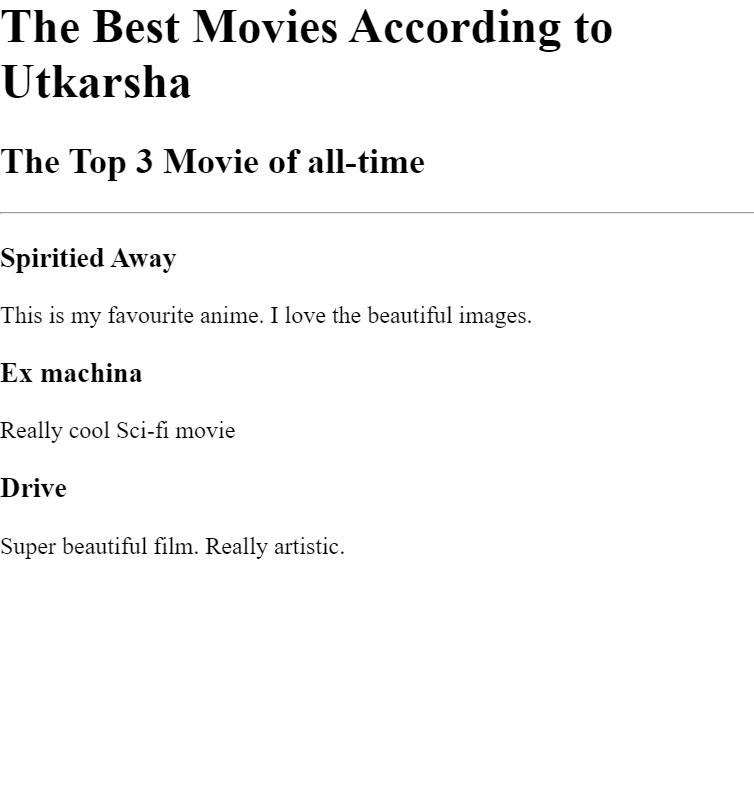 The Best Movies According to
Utkarsha
The Top 3 Movie of all-time
Spiritied Away
This is my favourite anime. I love the beautiful images.
Ex machina
Really cool Sci-fi movie
Drive
Super beautiful film. Really artistic.